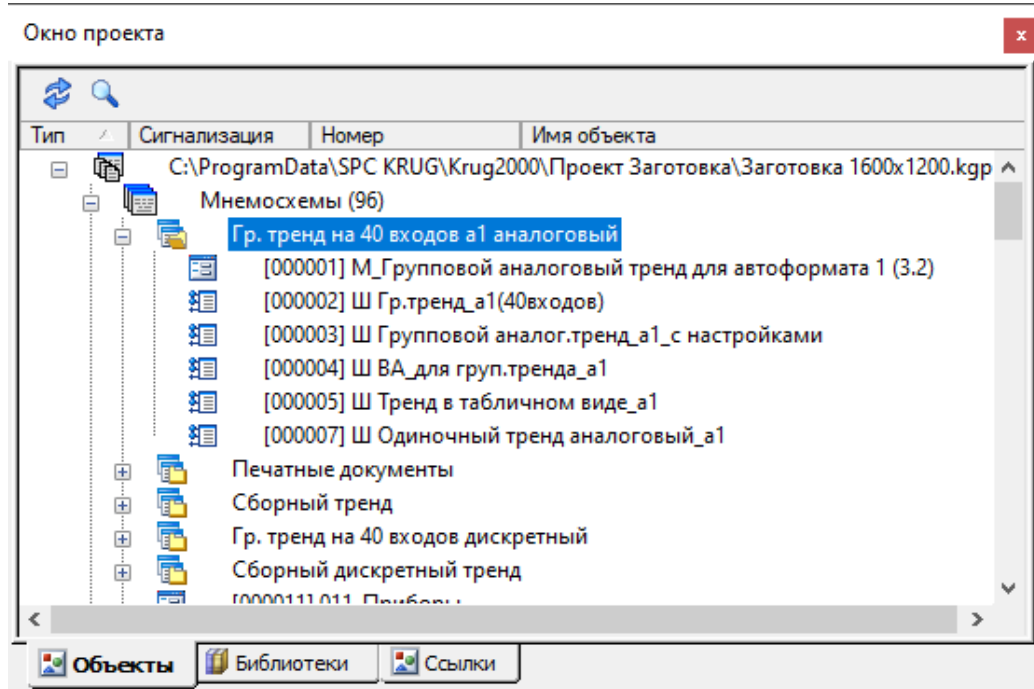 Окно проекта
Тип Сигнализация Номер Имя объекта
C:\ProgramData\SPC KRUG\Krug2000\Проект Заготовка\Заготовка 1600x1200.kgp
Мнемосхемы (96)
Гр. тренд на 40 входов а1 аналоговый
[000001] М_Групповой аналоговый тренд для автоформата 1 (3.2)
[000002] Ш Гр.тренд_а1(40входов)
[000003] Ш Групповой аналог.тренд_а1_с настройками
[000004] Ш ВА_для груп.тренда_а1
[000005] Ш Тренд в табличном виде_а1
[000007] Ш Одиночный тренд аналоговый_а1
Печатные документы
Сборный тренд
Гр. тренд на 40 входов дискретный
Сборный дискретный тренд
[000011] 011_Приборы
Объекты Библиотеки Ссылки